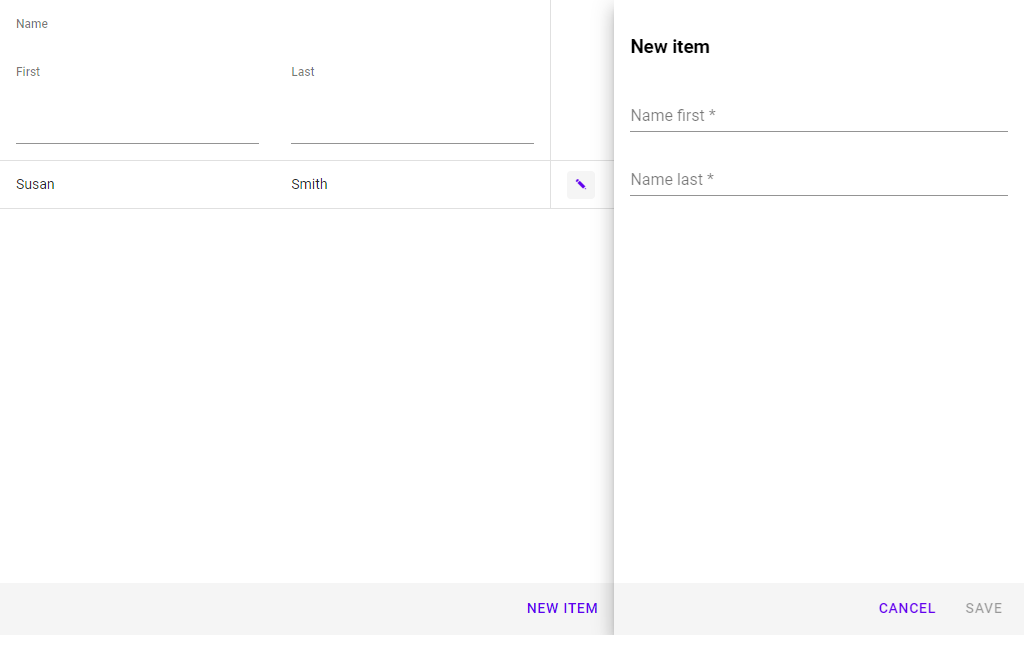 Name
First Last
Susan Smith
NEW ITEM
New item
Name first *
Name last *
CANCEL SAVE